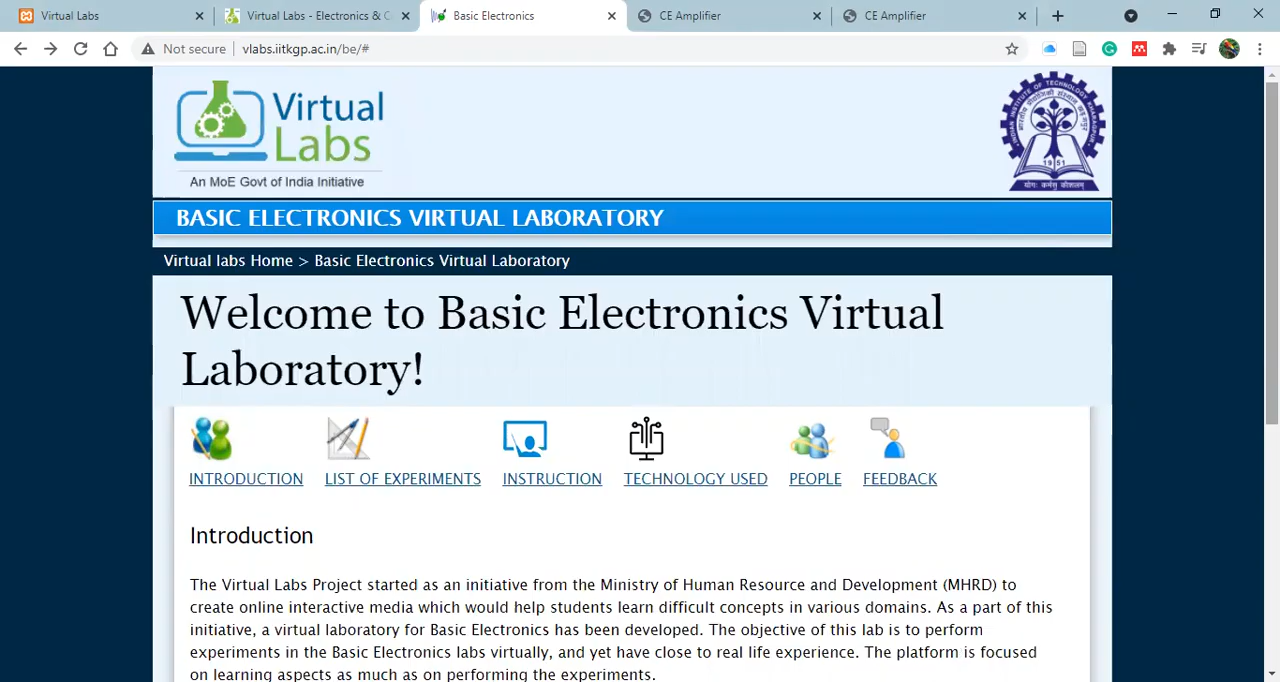 Virtual Labs
Virtual Labs - Electronics & C
Basic Electronics
CE Amplifier
CE Amplifier
Not secure
vlabs.iitkgp.ac.in/be/#
Virtual
Labs
An MoE Govt of India Initiative
1951
BASIC ELECTRONICS VIRTUAL LABORATORY
Virtual labs Home > Basic Electronics Virtual Laboratory
Welcome to Basic Electronics Virtual
Laboratory!
INTRODUCTION
LIST OF EXPERIMENTS
INSTRUCTION
TECHNOLOGY USED
PEOPLE
FEEDBACK
Introduction
The Virtual Labs Project started as an initiative from the Ministry of Human Resource and Development (MHRD) to
create online interactive media which would help students learn difficult concepts in various domains. As a part of this
initiative, a virtual laboratory for Basic Electronics has been developed. The objective of this lab is to perform
experiments in the Basic Electronics labs virtually, and yet have close to real life experience. The platform is focused
on learning aspects as much as on performing the experiments.